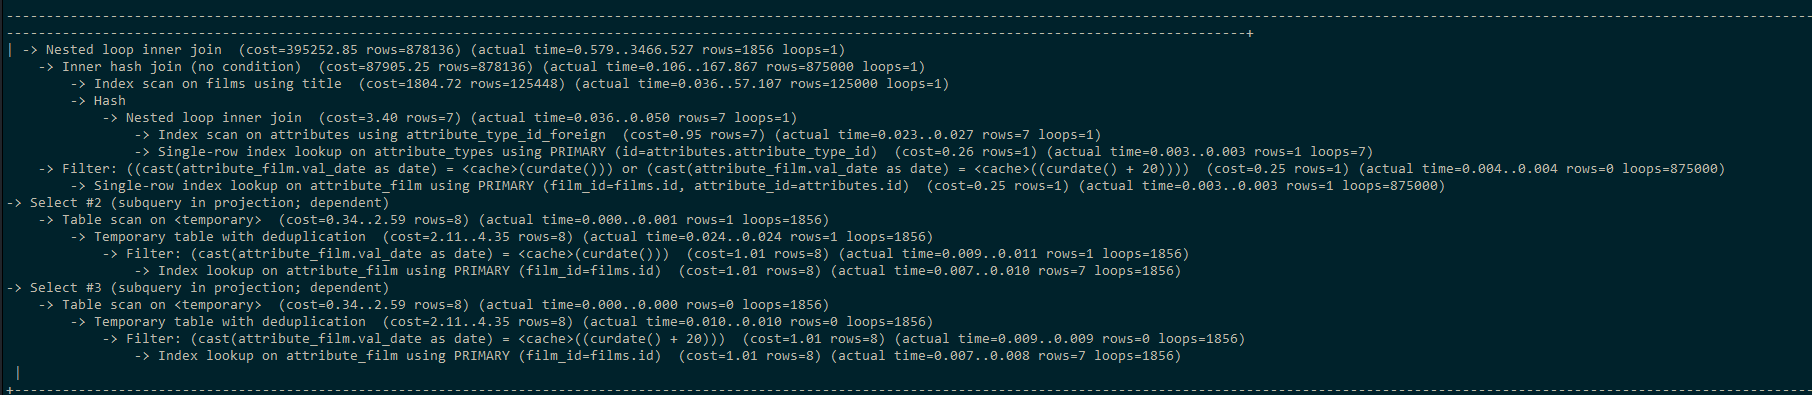 | -> Nested loop inner join  (cost=395252.85 rows=878136) (actual time=0.579..3466.527 rows=1856 loops=1)
    -> Inner hash join (no condition)  (cost=87905.25 rows=878136) (actual time=0.106..167.867 rows=875000 loops=1)
        -> Index scan on films using title  (cost=1804.72 rows=125448) (actual time=0.036..57.107 rows=125000 loops=1)
        -> Hash
            -> Nested loop inner join  (cost=3.40 rows=7) (actual time=0.036..0.050 rows=7 loops=1)
                -> Index scan on attributes using attribute_type_id_foreign  (cost=0.95 rows=7) (actual time=0.023..0.027 rows=7 loops=1)
                -> Single-row index lookup on attribute_types using PRIMARY (id=attributes.attribute_type_id)  (cost=0.26 rows=1) (actual time=0.003..0.003 rows=1 loops=7)
    -> Filter: ((cast(attribute_film.val_date as date) = <cache>(curdate())) or (cast(attribute_film.val_date as date) = <cache>((curdate() + 20))))  (cost=0.25 rows=1) (actual time=0.004..0.004 rows=0 loops=875000)
        -> Single-row index lookup on attribute_film using PRIMARY (film_id=films.id, attribute_id=attributes.id)  (cost=0.25 rows=1) (actual time=0.003..0.003 rows=1 loops=875000)
-> Select #2 (subquery in projection; dependent)
    -> Table scan on <temporary>  (cost=0.34..2.59 rows=8) (actual time=0.000..0.001 rows=1 loops=1856)
        -> Temporary table with deduplication  (cost=2.11..4.35 rows=8) (actual time=0.024..0.024 rows=1 loops=1856)
            -> Filter: (cast(attribute_film.val_date as date) = <cache>(curdate()))  (cost=1.01 rows=8) (actual time=0.009..0.011 rows=1 loops=1856)
                -> Index lookup on attribute_film using PRIMARY (film_id=films.id)  (cost=1.01 rows=8) (actual time=0.007..0.010 rows=7 loops=1856)
-> Select #3 (subquery in projection; dependent)
    -> Table scan on <temporary>  (cost=0.34..2.59 rows=8) (actual time=0.000..0.000 rows=0 loops=1856)
        -> Temporary table with deduplication  (cost=2.11..4.35 rows=8) (actual time=0.010..0.010 rows=0 loops=1856)
            -> Filter: (cast(attribute_film.val_date as date) = <cache>((curdate() + 20)))  (cost=1.01 rows=8) (actual time=0.009..0.009 rows=0 loops=1856)
                -> Index lookup on attribute_film using PRIMARY (film_id=films.id)  (cost=1.01 rows=8) (actual time=0.007..0.008 rows=7 loops=1856)
 |